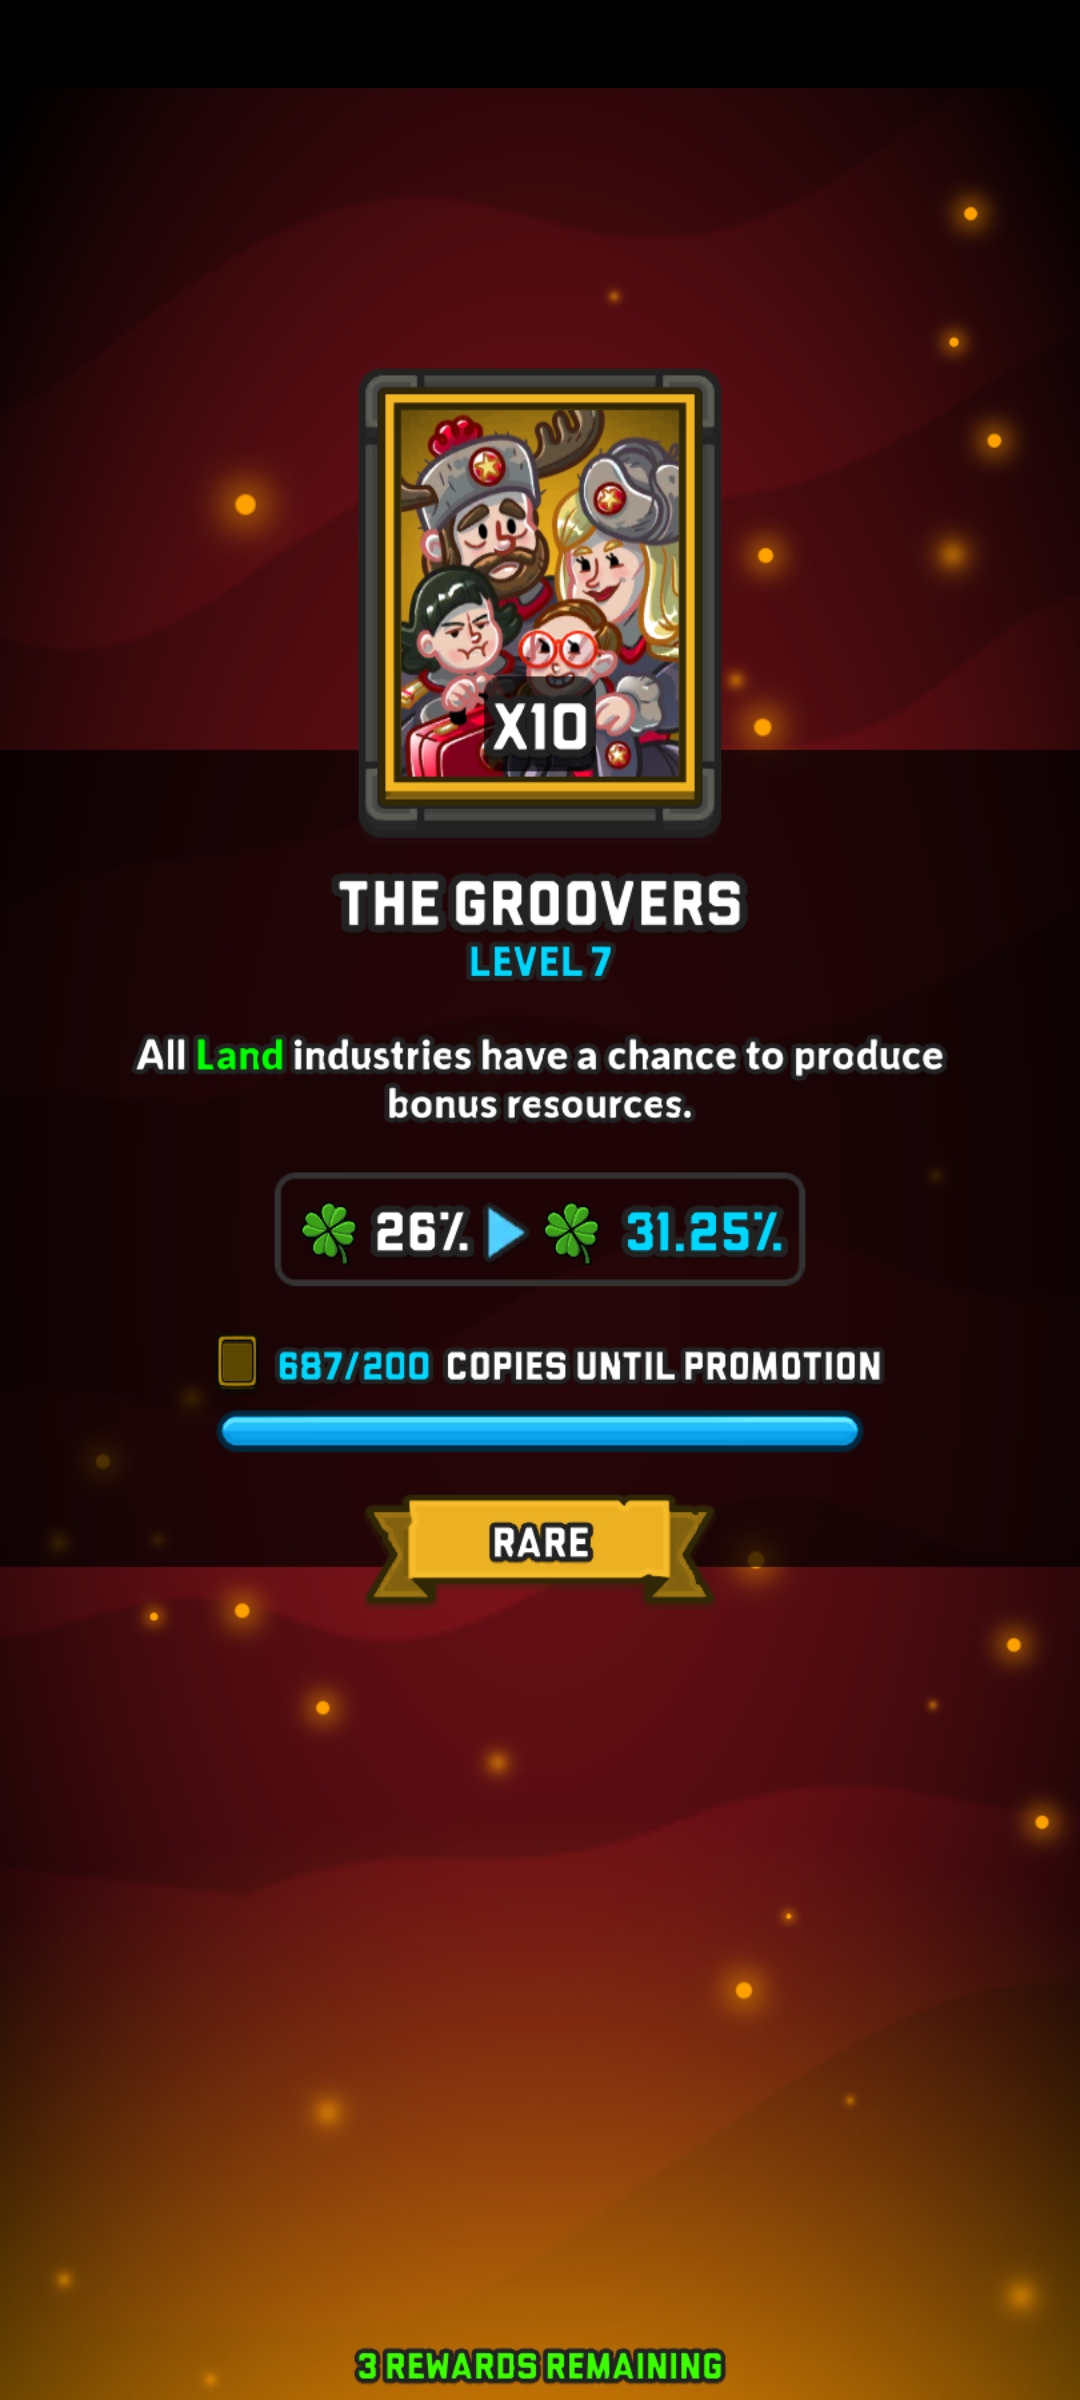 X10
THE GROOVERS
LEVEL 7
All Land industries have a chance to produce
bonus resources.
26% 31.25%
687/200 COPIES UNTIL PROMOTION
RARE
3 REWARDS REMAINING